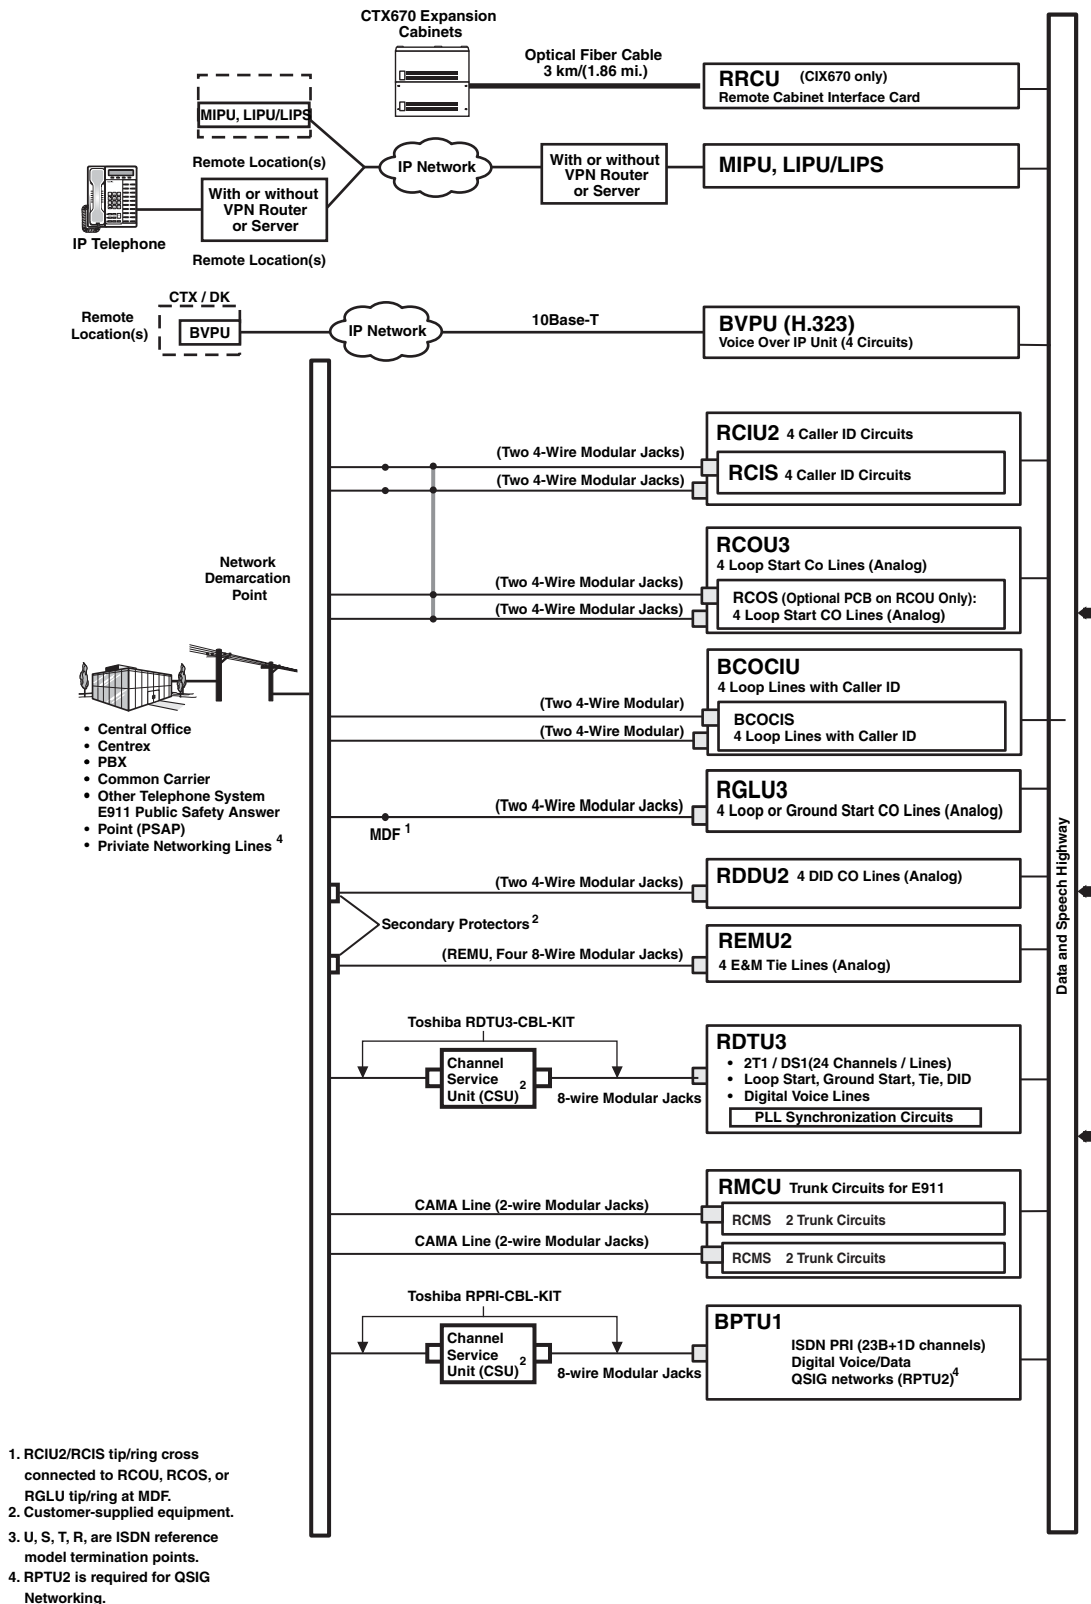 CTX670 Expansion
Cabinets
Optical Fiber Cable
3 km/(1.86 mi.)
RRCU (CIX670 only)
Remote Cabinet Interface Card
MIPU, LIPU/LIPS
Remote Location(s)
IP Network
With or without
VPN Router
or Server
MIPU, LIPU/LIPS
With or without
VPN Router
or Server
IP Telephone
Remote Location(s)
CTX / DK
Remote
Location(s)
BVPU
IP Network
10Base-T
BVPU (H.323)
Voice Over IP Unit (4 Circuits)
RCIU2 4 Caller ID Circuits
(Two 4-Wire Modular Jacks)
RCIS 4 Caller ID Circuits
(Two 4-Wire Modular Jacks)
RCOU3
4 Loop Start Co Lines (Analog)
Network
Demarcation
Point
(Two 4-Wire Modular Jacks)
RCOS (Optional PCB on RCOU Only):
4 Loop Start CO Lines (Analog)
(Two 4-Wire Modular Jacks)
BCOCIU
4 Loop Lines with Caller ID
(Two 4-Wire Modular)
BCOCIS
4 Loop Lines with Caller ID
(Two 4-Wire Modular)
• Central Office
• Centrex
• PBX
• Common Carrier
• Other Telephone System
E911 Public Safety Answer
• Point (PSAP)
• Priviate Networking Lines 4
RGLU3
4 Loop or Ground Start CO Lines (Analog)
(Two 4-Wire Modular Jacks)
MDF 1
RDDU2 4 DID CO Lines (Analog)
(Two 4-Wire Modular Jacks)
Secondary Protectors 2
REMU2
4 E&M Tie Lines (Analog)
(REMU, Four 8-Wire Modular Jacks)
Data and Speech Highway
Toshiba RDTU3-CBL-KIT
Channel
Service
Unit (CSU) 2
8-wire Modular Jacks
RDTU3
• 2T1 / DS1(24 Channels / Lines)
• Loop Start, Ground Start, Tie, DID
• Digital Voice Lines
PLL Synchronization Circuits
RMCU Trunk Circuits for E911
CAMA Line (2-wire Modular Jacks)
RCMS 2 Trunk Circuits
CAMA Line (2-wire Modular Jacks)
RCMS 2 Trunk Circuits
Toshiba RPRI-CBL-KIT
Channel
Service
Unit (CSU) 2
8-wire Modular Jacks
BPTU1
ISDN PRI (23B+1D channels)
Digital Voice/Data
QSIG networks (RPTU2) 4
1. RCIU2/RCIS tip/ring cross
connected to RCOU, RCOS, or
RGLU tip/ring at MDF.
2. Customer-supplied equipment.
3. U, S, T, R, are ISDN reference
model termination points.
4. RPTU2 is required for QSIG
Networking.